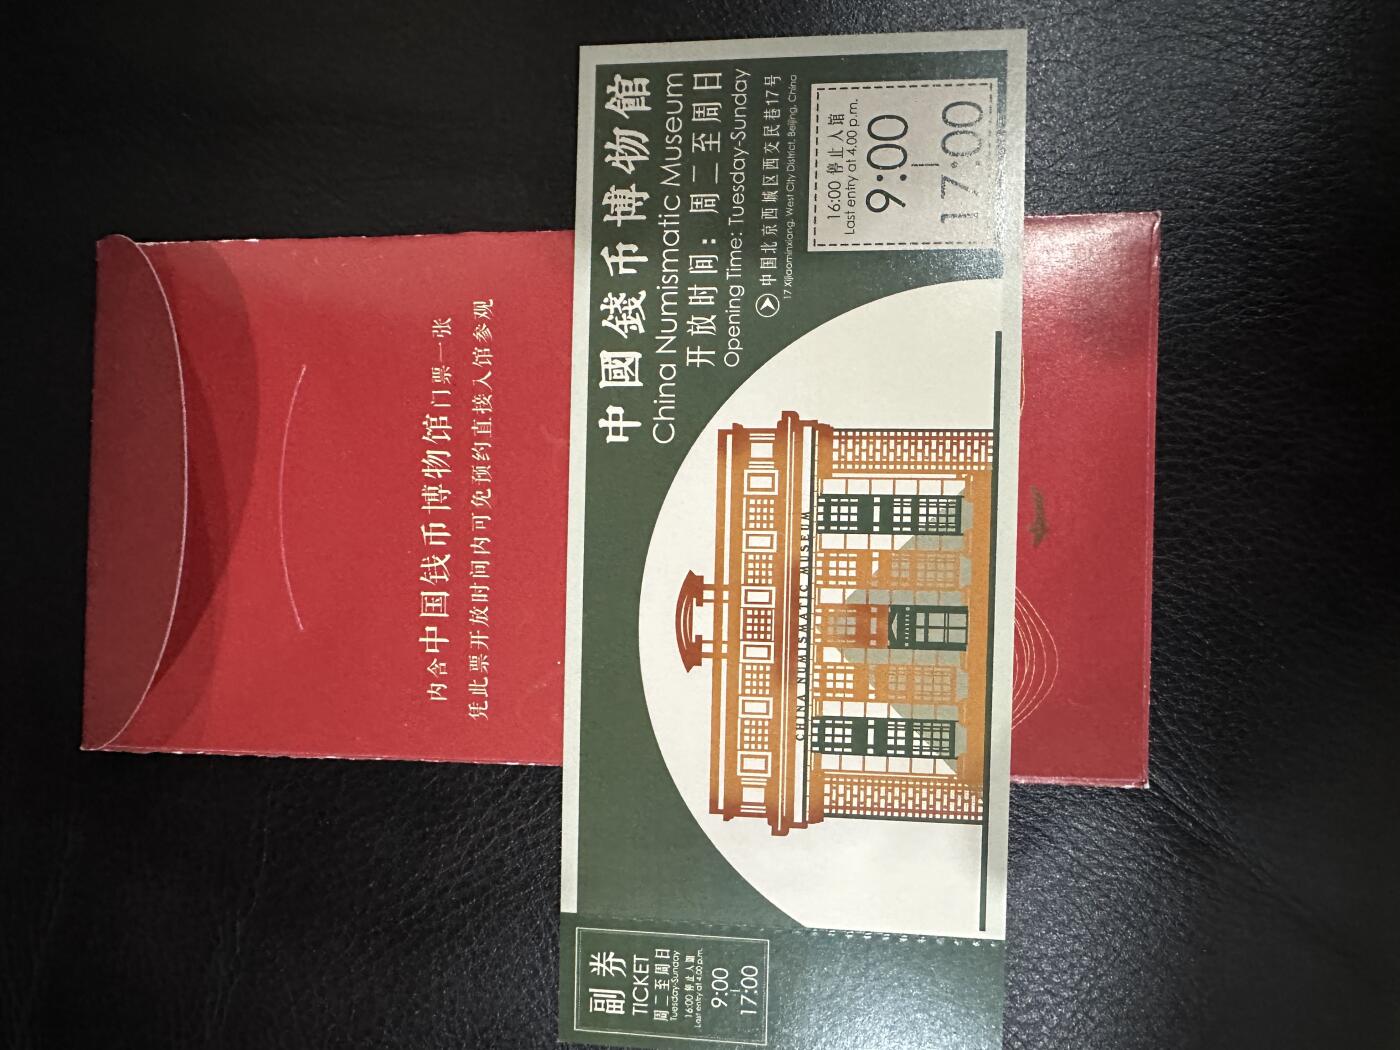 内含中国钱币博物馆门票一张
凭此票开放时间内可免预约直接入馆参观
中國錢币博物館
China Numismatic Museum
开放时间：周二至周日
Opening Time: Tuesday-Sunday
中国北京西城区西交民巷17号
17 Xijiaominxiang, West City District, Beijing, China
16:00 停止入馆
Last entry at 4.00 p.m.
9:00
17:00
CHINA NUMISMATIC MUSEUM
副券
TICKET
周二至周日
Tuesday-Sunday
16:00 停止入馆
Last entry at 4.00 p.m.
9:00
17:00